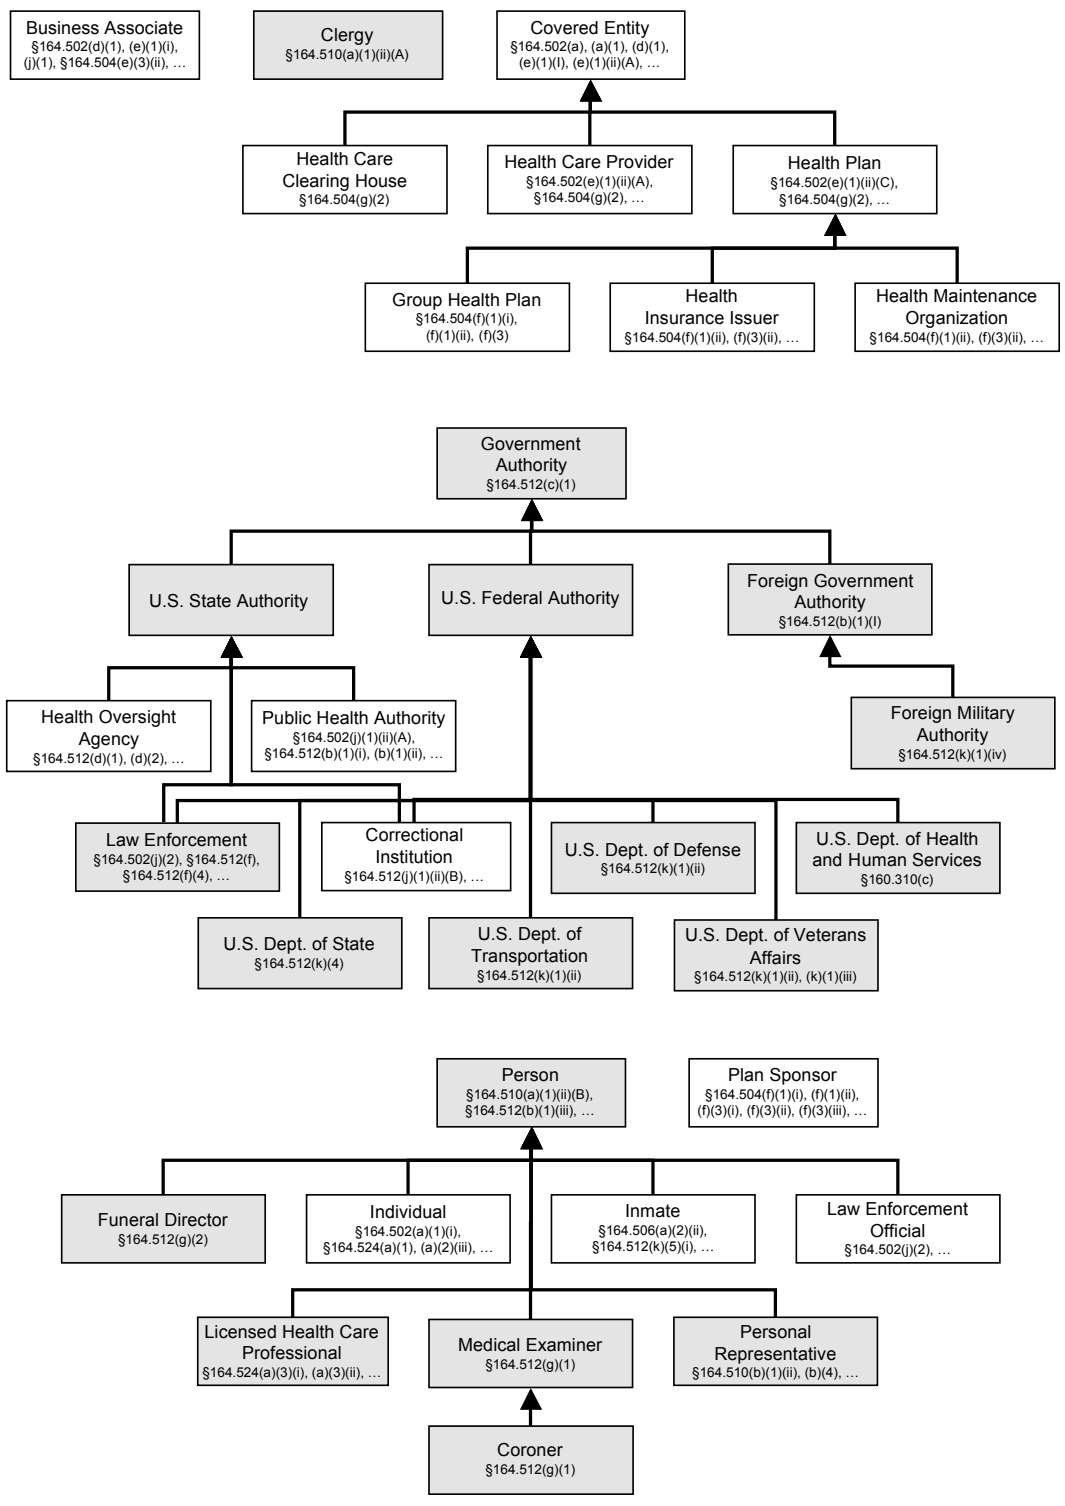 Business Associate
§164.502(d)(1), (e)(1)(i),
(j)(1), §164.504(e)(3)(ii), …
Clergy
§164.510(a)(1)(ii)(A)
Covered Entity
§164.502(a), (a)(1), (d)(1),
(e)(1)(I), (e)(1)(ii)(A), …
Health Care
Clearing House
§164.504(g)(2)
Health Care Provider
§164.502(e)(1)(ii)(A),
§164.504(g)(2), …
Health Plan
§164.502(e)(1)(ii)(C),
§164.504(g)(2), …
Group Health Plan
§164.504(f)(1)(i),
(f)(1)(ii), (f)(3)
Health
Insurance Issuer
§164.504(f)(1)(ii), (f)(3)(ii), …
Health Maintenance
Organization
§164.504(f)(1)(ii), (f)(3)(ii), …
Government
Authority
§164.512(c)(1)
U.S. State Authority
U.S. Federal Authority
Foreign Government
Authority
§164.512(b)(1)(I)
Health Oversight
Agency
§164.512(d)(1), (d)(2), …
Public Health Authority
§164.502(j)(1)(ii)(A),
§164.512(b)(1)(i), (b)(1)(ii), …
Foreign Military
Authority
§164.512(k)(1)(iv)
Law Enforcement
§164.502(j)(2), §164.512(f),
§164.512(f)(4), …
Correctional
Institution
§164.512(j)(1)(ii)(B), …
U.S. Dept. of Defense
§164.512(k)(1)(ii)
U.S. Dept. of Health
and Human Services
§160.310(c)
U.S. Dept. of State
§164.512(k)(4)
U.S. Dept. of
Transportation
§164.512(k)(1)(ii)
U.S. Dept. of Veterans
Affairs
§164.512(k)(1)(ii), (k)(1)(iii)
Person
§164.510(a)(1)(ii)(B),
§164.512(b)(1)(iii), …
Plan Sponsor
§164.504(f)(1)(i), (f)(1)(ii),
(f)(3)(i), (f)(3)(ii), (f)(3)(iii), …
Funeral Director
§164.512(g)(2)
Individual
§164.502(a)(1)(i),
§164.524(a)(1), (a)(2)(iii), …
Inmate
§164.506(a)(2)(ii),
§164.512(k)(5)(i), …
Law Enforcement
Official
§164.502(j)(2), …
Licensed Health Care
Professional
§164.524(a)(3)(i), (a)(3)(ii), …
Medical Examiner
§164.512(g)(1)
Personal
Representative
§164.510(b)(1)(ii), (b)(4), …
Coroner
§164.512(g)(1)